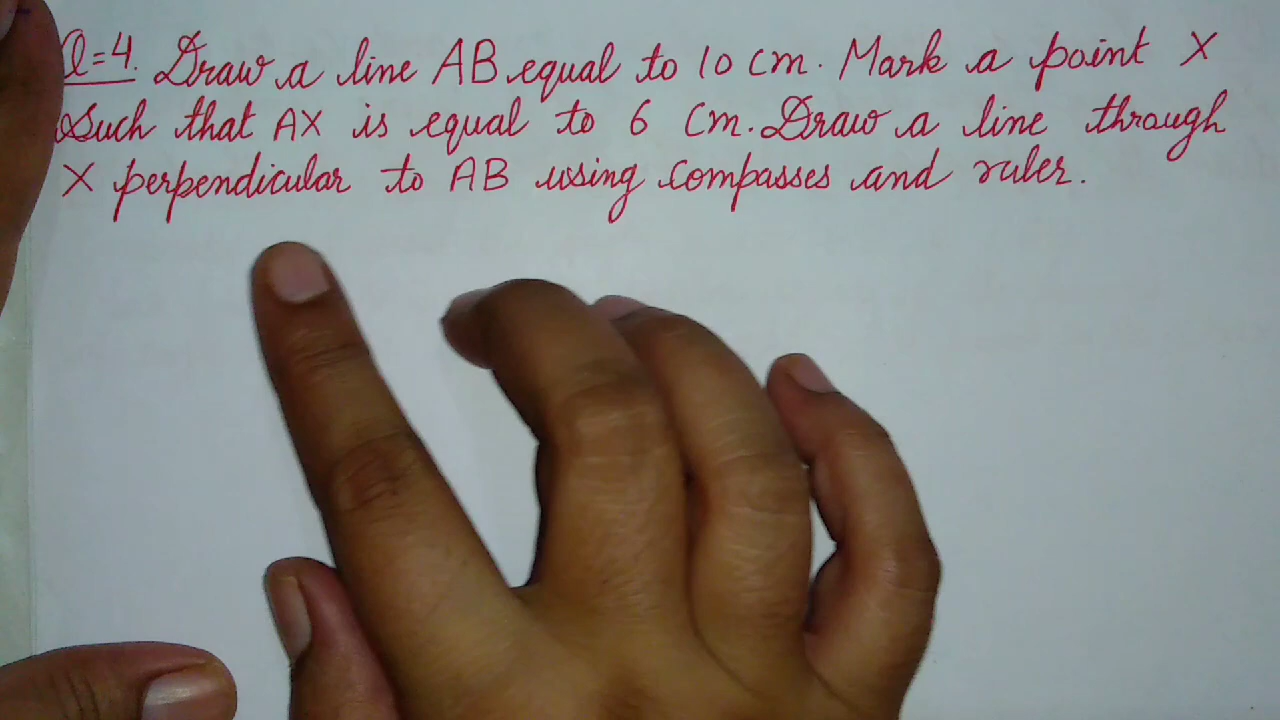 Q=4. Draw a line AB equal to 10 cm. Mark a point X
Such that AX is equal to 6 cm. Draw a line through
X perpendicular to AB using compasses and ruler.